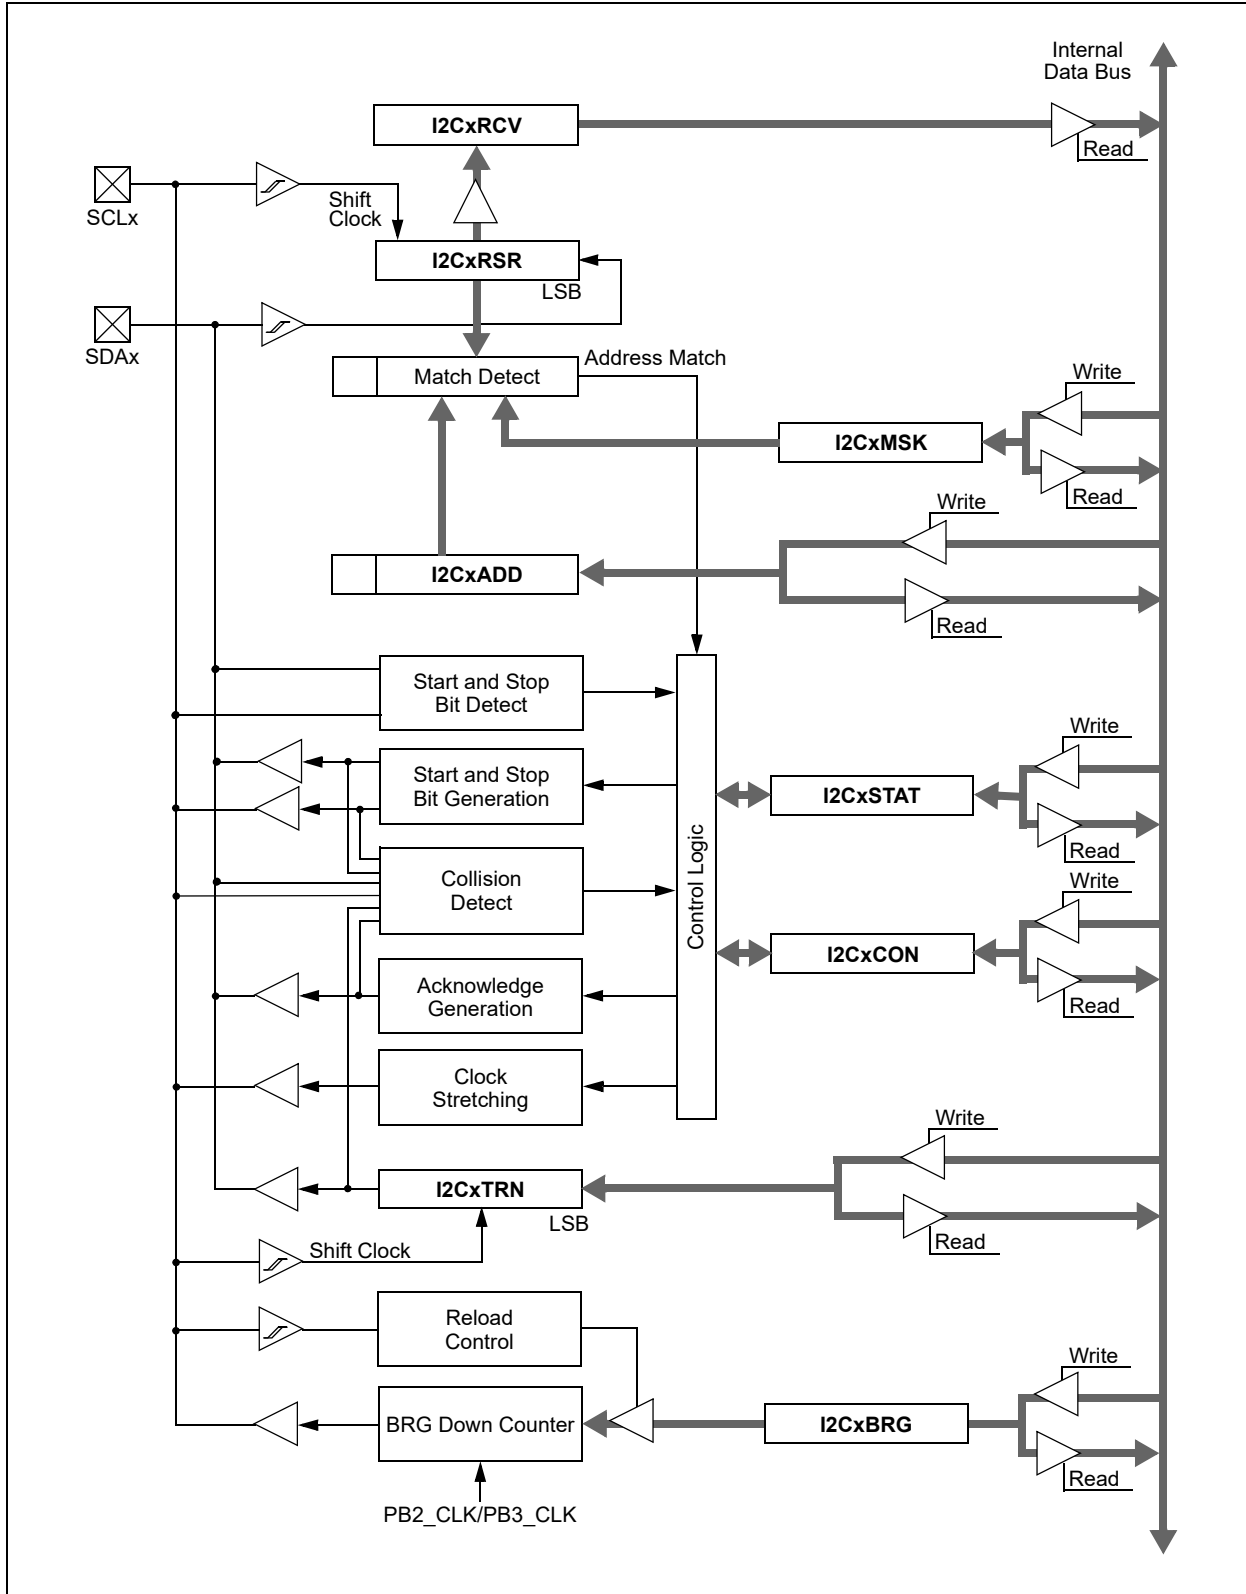 Internal
Data Bus
I2CxRCV
Read
SCLx
Shift
Clock
I2CxRSR
LSB
SDAx
Address Match
Match Detect
Write
I2CxMSK
Read
Write
I2CxADD
Read
Start and Stop
Bit Detect
Write
Start and Stop
Bit Generation
I2CxSTAT
Read
Control Logic
Collision
Detect
Write
I2CxCON
Read
Acknowledge
Generation
Clock
Stretching
Write
I2CxTRN
LSB
Read
Shift Clock
Reload
Control
Write
BRG Down Counter
I2CxBRG
Read
PB2_CLK/PB3_CLK